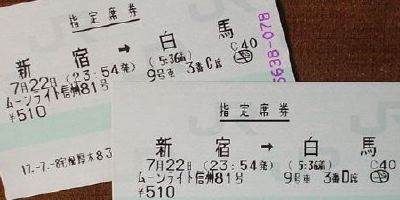 指定席券
新宿 → 白馬
7月22日 (23:54発) (5:36着) C40
ムーンライト信州81号 9号車 3番C席
¥510
5638-078
指定席券
新宿 → 白馬
7月22日 (23:54発) (5:36着) C40
ムーンライト信州81号 9号車 3番D席
¥510